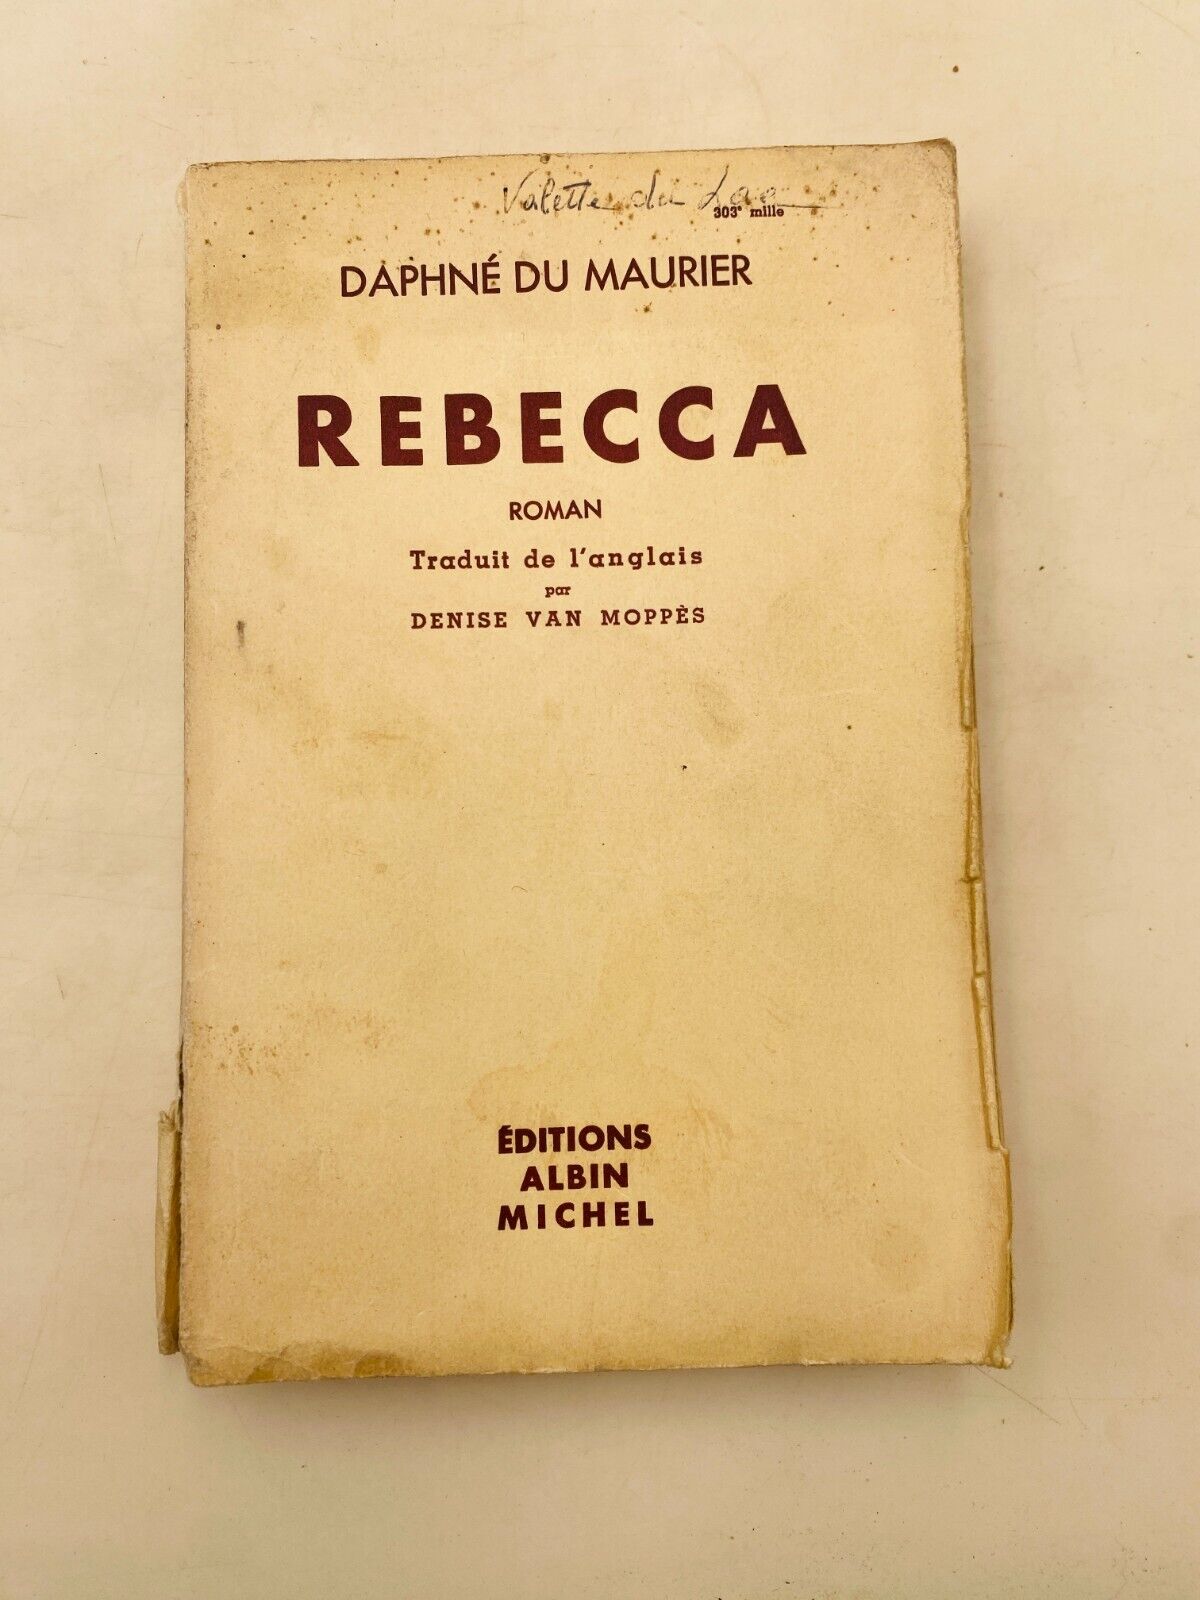 Valette du Lac
303e mille
DAPHNÉ DU MAURIER
REBECCA
ROMAN
Traduit de l'anglais
par
DENISE VAN MOPPÈS
ÉDITIONS
ALBIN
MICHEL